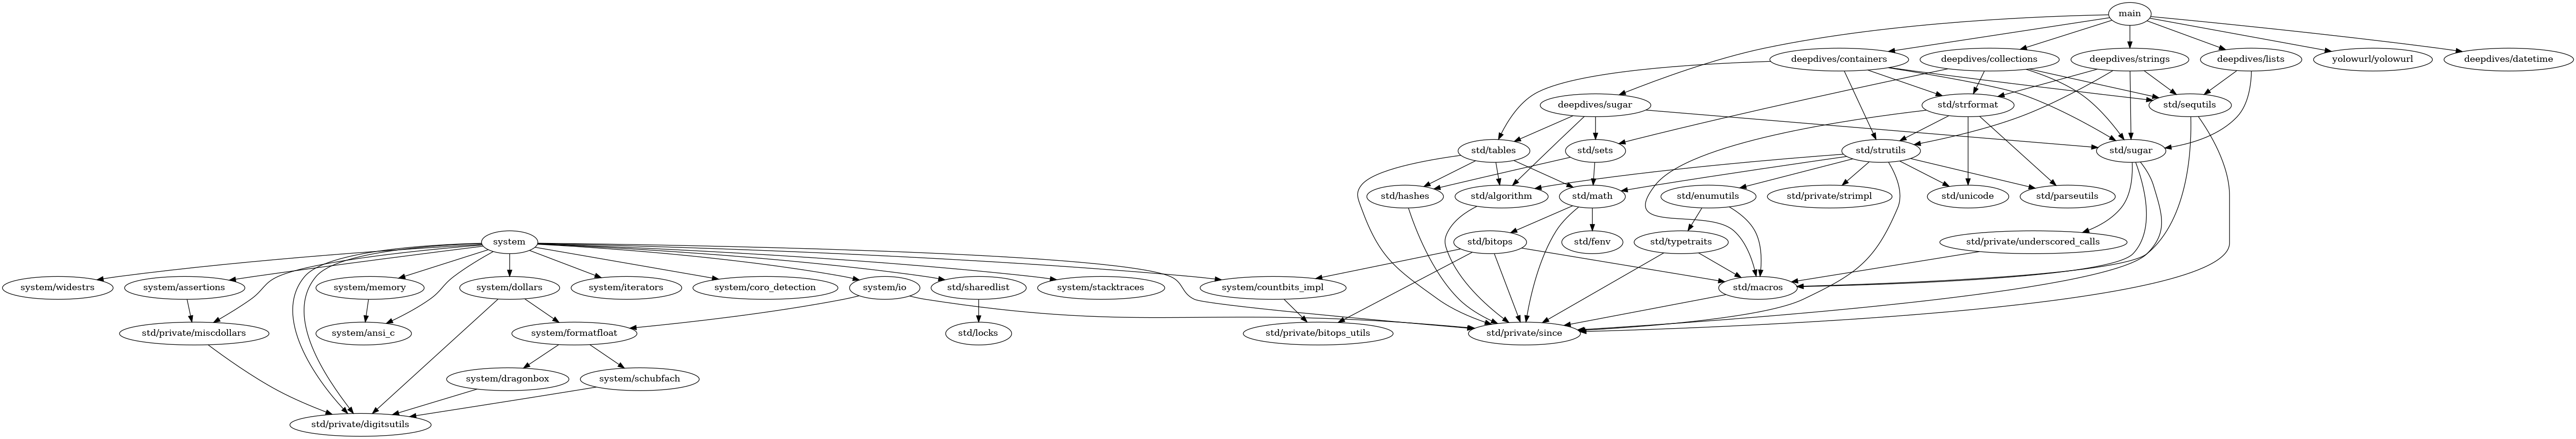 main
deepdives/containers
deepdives/collections
deepdives/strings
deepdives/lists
yolowurl/yolowurl
deepdives/datetime
deepdives/sugar
std/strformat
std/sequtils
std/tables
std/sets
std/strutils
std/sugar
std/hashes
std/algorithm
std/math
std/enumutils
std/private/strimpl
std/unicode
std/parseutils
system
std/bitops
std/fenv
std/typetraits
std/private/underscored_calls
system/widestrs
system/assertions
system/memory
system/dollars
system/iterators
system/coro_detection
system/io
std/sharedlist
system/stacktraces
system/countbits_impl
std/macros
std/private/miscdollars
system/ansi_c
system/formatfloat
std/locks
std/private/bitops_utils
std/private/since
system/dragonbox
system/schubfach
std/private/digitsutils